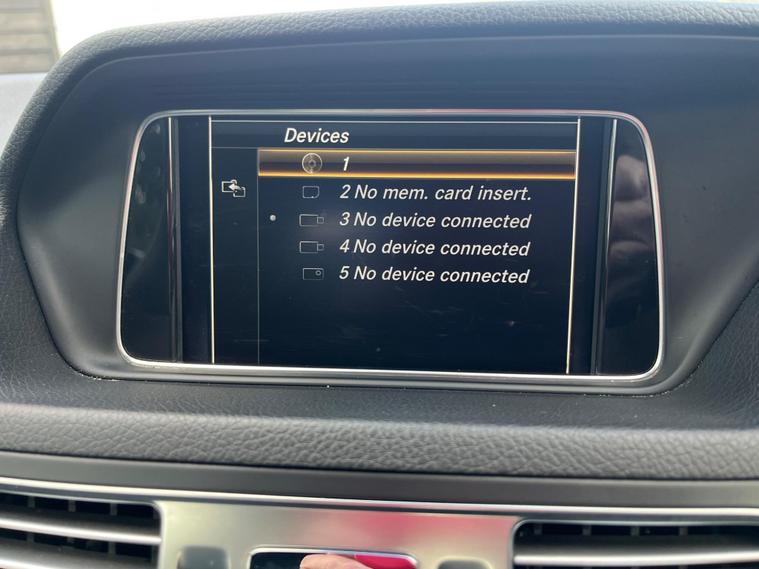 Devices
1
2 No mem. card insert.
3 No device connected
4 No device connected
5 No device connected